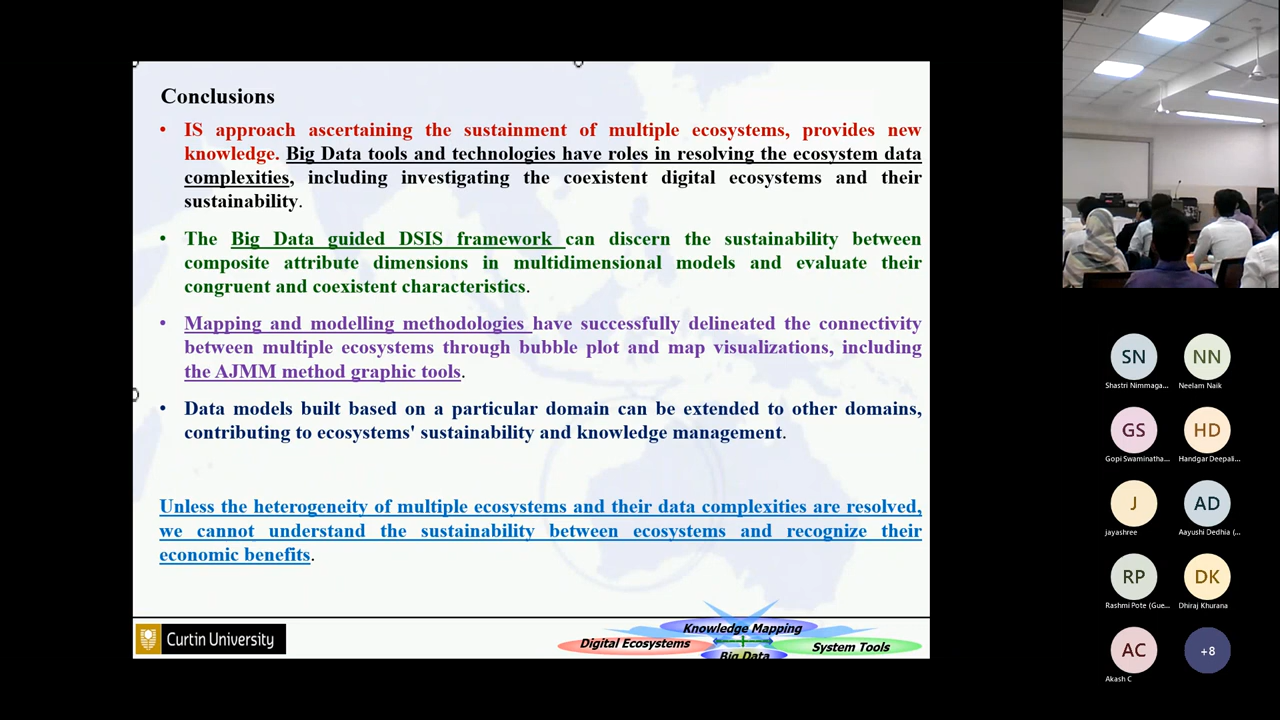 Conclusions
• IS approach ascertaining the sustainment of multiple ecosystems, provides new
knowledge. Big Data tools and technologies have roles in resolving the ecosystem data
complexities, including investigating the coexistent digital ecosystems and their
sustainability.
• The Big Data guided DSIS framework can discern the sustainability between
composite attribute dimensions in multidimensional models and evaluate their
congruent and coexistent characteristics.
• Mapping and modelling methodologies have successfully delineated the connectivity
between multiple ecosystems through bubble plot and map visualizations, including
the AJMM method graphic tools.
• Data models built based on a particular domain can be extended to other domains,
contributing to ecosystems' sustainability and knowledge management.
Unless the heterogeneity of multiple ecosystems and their data complexities are resolved,
we cannot understand the sustainability between ecosystems and recognize their
economic benefits.
Curtin University
Knowledge Mapping
Digital Ecosystems
System Tools
Big Data
SN
NN
Shastri Nimmaga...
Neelam Naik
GS
HD
Gopi Swaminatha...
Handgar Deepali...
J
AD
jayashree
Aayushi Dedhia (...
RP
DK
Rashmi Pote (Gue...
Dhiraj Khurana
AC
+8
Akash C